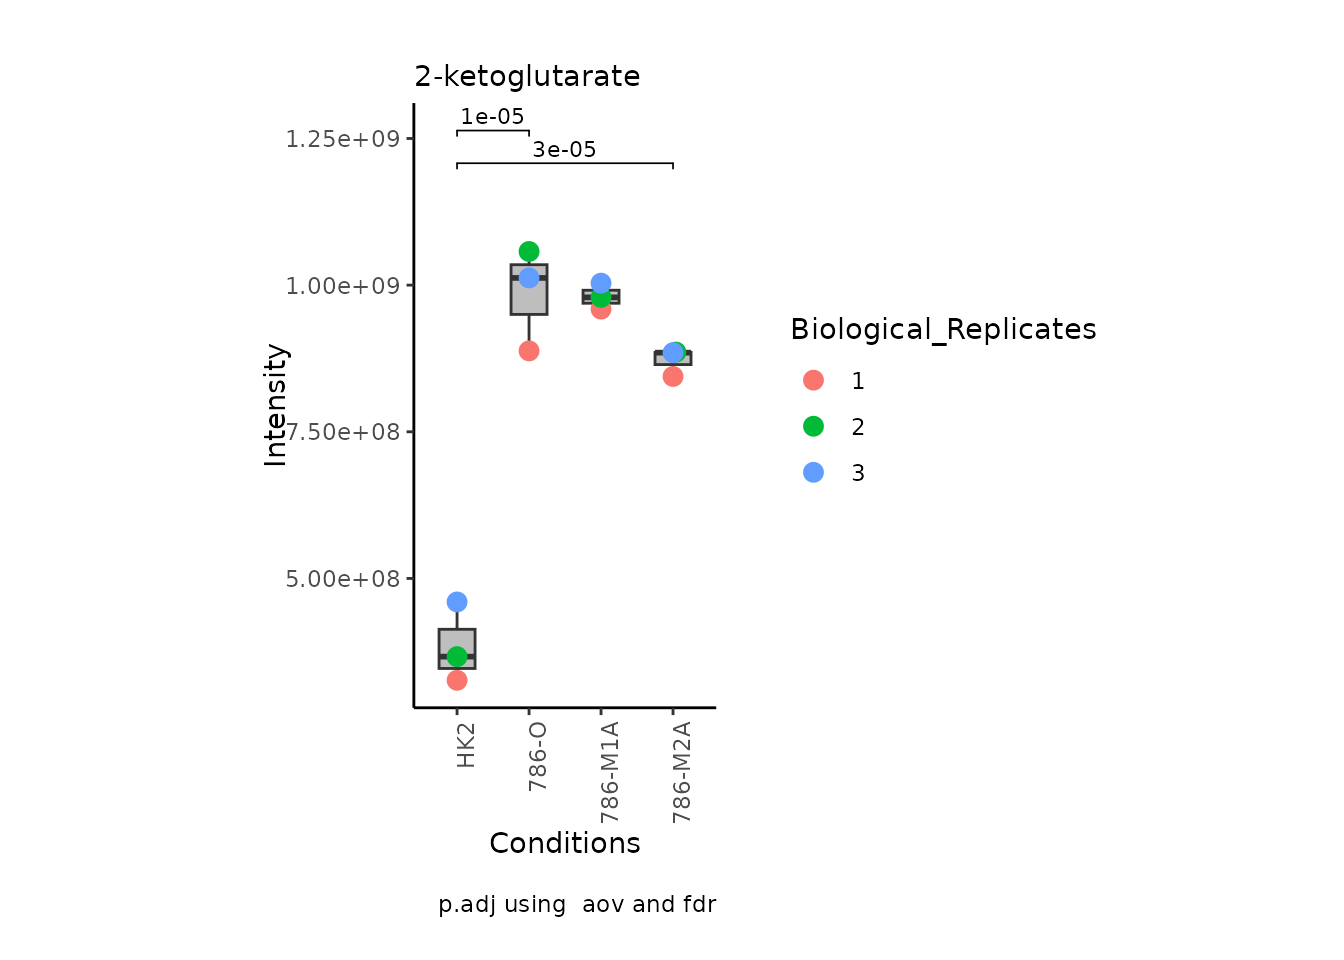 2-ketoglutarate
1e-05
3e-05
1.25e+09
1.00e+09
7.50e+08
5.00e+08
Intensity
HK2
786-O
786-M1A
786-M2A
Conditions
p.adj using  aov and fdr
Biological_Replicates
1
2
3